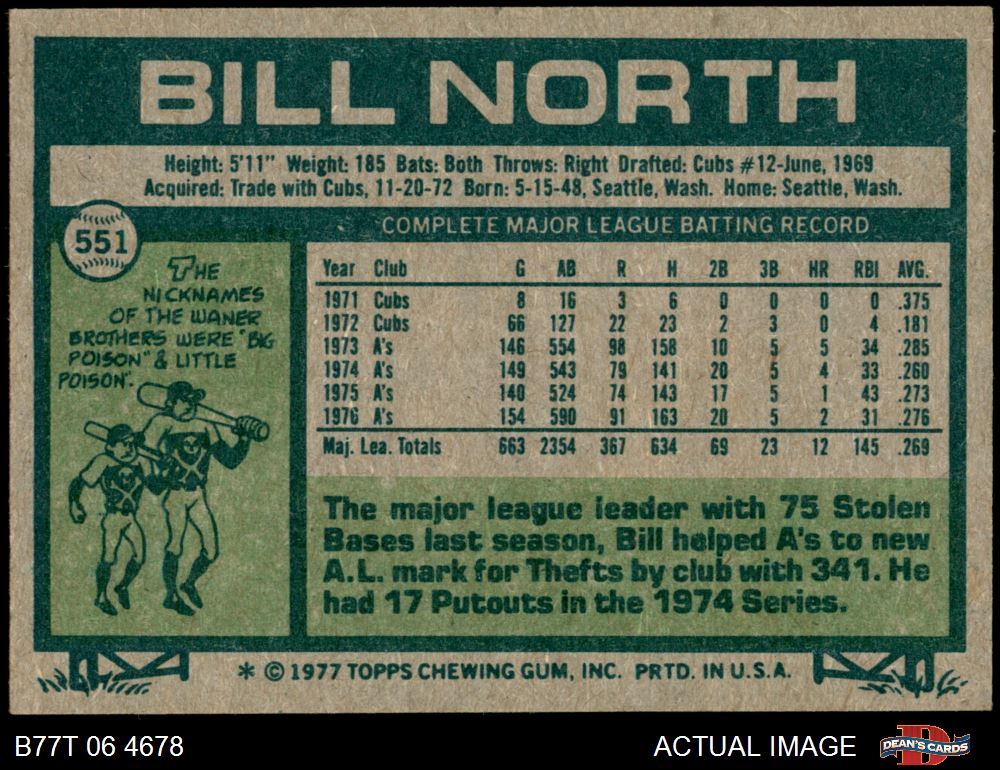 BILL NORTH
Height: 5'11" Weight: 185 Bats: Both Throws: Right Drafted: Cubs #12-June, 1969
Acquired: Trade with Cubs, 11-20-72 Born: 5-15-48, Seattle, Wash. Home: Seattle, Wash.
551
THE
NICKNAMES
OF THE WANER
BROTHERS WERE "BIG
POISON" & LITTLE
POISON".
COMPLETE MAJOR LEAGUE BATTING RECORD
Year Club G AB R H 2B 3B HR RBI AVG.
1971 Cubs 8 16 3 6 0 0 0 0 .375
1972 Cubs 66 127 22 23 2 3 0 4 .181
1973 A's 146 554 98 158 10 5 5 34 .285
1974 A's 149 543 79 141 20 5 4 33 .260
1975 A's 140 524 74 143 17 5 1 43 .273
1976 A's 154 590 91 163 20 5 2 31 .276
Maj. Lea. Totals 663 2354 367 634 69 23 12 145 .269
The major league leader with 75 Stolen
Bases last season, Bill helped A's to new
A.L. mark for Thefts by club with 341. He
had 17 Putouts in the 1974 Series.
* © 1977 TOPPS CHEWING GUM, INC. PRTD. IN U.S.A.
B77T 06 4678 ACTUAL IMAGE DEAN'S CARDS